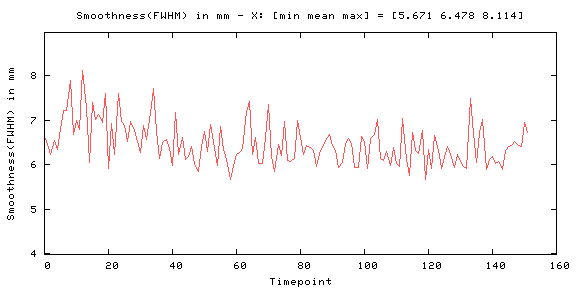 Smoothness(FWHM) in mm - X: [min mean max] = [5.671 6.478 8.114]
8
7
6
5
4
Smoothness(FWHM) in mm
0 20 40 60 80 100 120 140 160
Timepoint